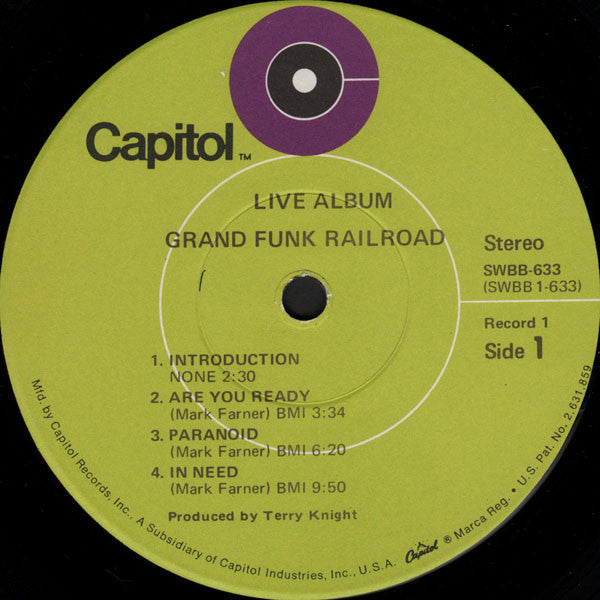 Capitol™
LIVE ALBUM
GRAND FUNK RAILROAD
Stereo
SWBB-633
(SWBB 1-633)
Record 1
Side 1
1. INTRODUCTION
NONE 2:30
2. ARE YOU READY
(Mark Farner) BMI 3:34
3. PARANOID
(Mark Farner) BMI 6:20
4. IN NEED
(Mark Farner) BMI 9:50
Produced by Terry Knight
Mfd. by Capitol Records, Inc., A Subsidiary of Capitol Industries, Inc., U.S.A. Capitol ® Marca Reg. • U.S. Pat. No. 2,631,859